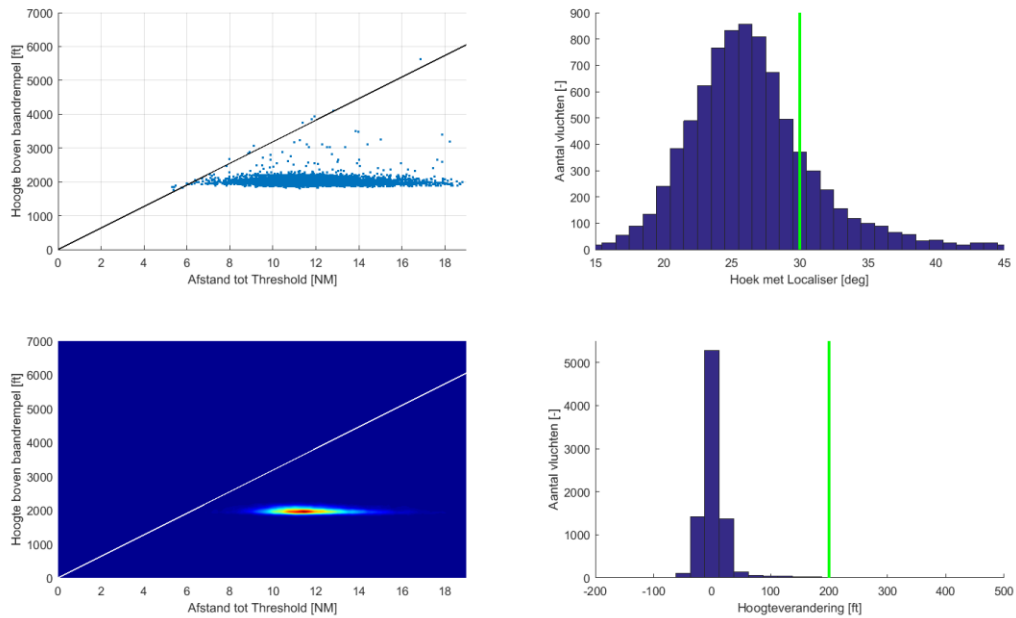 7000
6000
5000
4000
3000
2000
1000
0
Hoogte boven baandrempel [ft]
0 2 4 6 8 10 12 14 16 18
Afstand tot Threshold [NM]
900
800
700
600
500
400
300
200
100
0
Aantal vluchten [-]
15 20 25 30 35 40 45
Hoek met Localiser [deg]
7000
6000
5000
4000
3000
2000
1000
0
Hoogte boven baandrempel [ft]
0 2 4 6 8 10 12 14 16 18
Afstand tot Threshold [NM]
5000
4000
3000
2000
1000
0
Aantal vluchten [-]
-200 -100 0 100 200 300 400 500
Hoogteverandering [ft]